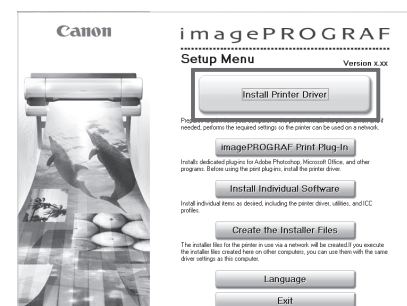 Canon
imagePROGRAF
Setup Menu
Version x.xx
Install Printer Driver
needed, performs the required settings so the printer can be used on a network.
imagePROGRAF Print Plug-In
Installs dedicated plug-ins for Adobe Photoshop, Microsoft Office, and other
programs. Before using the print plug-ins, install the printer driver.
Install Individual Software
Install individual items as desired, including the printer driver, utilities, and ICC
profiles.
Create the Installer Files
The installer files for the printer in use via a network will be created.If you execute
the installer files created here on other computers, you can use them with the same
driver settings as this computer.
Language
Exit